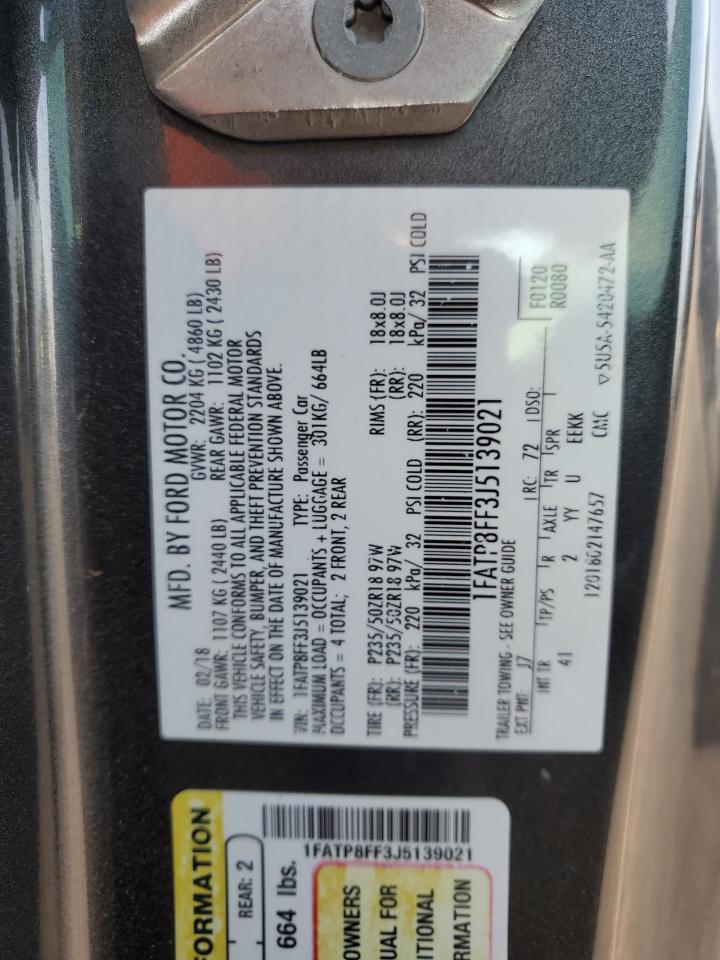 MFD. BY FORD MOTOR CO.
DATE: 02/18 GVWR: 2204 KG ( 4860 LB)
FRONT GAWR: 1107 KG ( 2440 LB) REAR GAWR: 1102 KG ( 2430 LB)
THIS VEHICLE CONFORMS TO ALL APPLICABLE FEDERAL MOTOR
VEHICLE SAFETY, BUMPER, AND THEFT PREVENTION STANDARDS
IN EFFECT ON THE DATE OF MANUFACTURE SHOWN ABOVE.
VIN: 1FATP8FF3J5139021 TYPE: Passenger Car
MAXIMUM LOAD = OCCUPANTS + LUGGAGE = 301KG/ 664LB
OCCUPANTS = 4 TOTAL; 2 FRONT, 2 REAR
TIRE (FR): P235/50ZR18 97W RIMS (FR): 18x8.0J
(RR): P235/50ZR18 97W (RR): 18x8.0J
PRESSURE (FR): 220 kPa/ 32 PSI COLD (RR): 220 kPa/ 32 PSI COLD
1FATP8FF3J5139021
TRAILER TOWING - SEE OWNER GUIDE
EXT PNT: J7 RC: 72 DSO: F0120
R0080
INT TR TP/PS R AXLE TR SPR
41 2 YY U EEKK
1201802147657 CMC ▽5U5A-5420472-AA
FORMATION
REAR: 2
664 lbs.
1FATP8FF3J5139021
OWNERS
UAL FOR
ITIONAL
RMATION